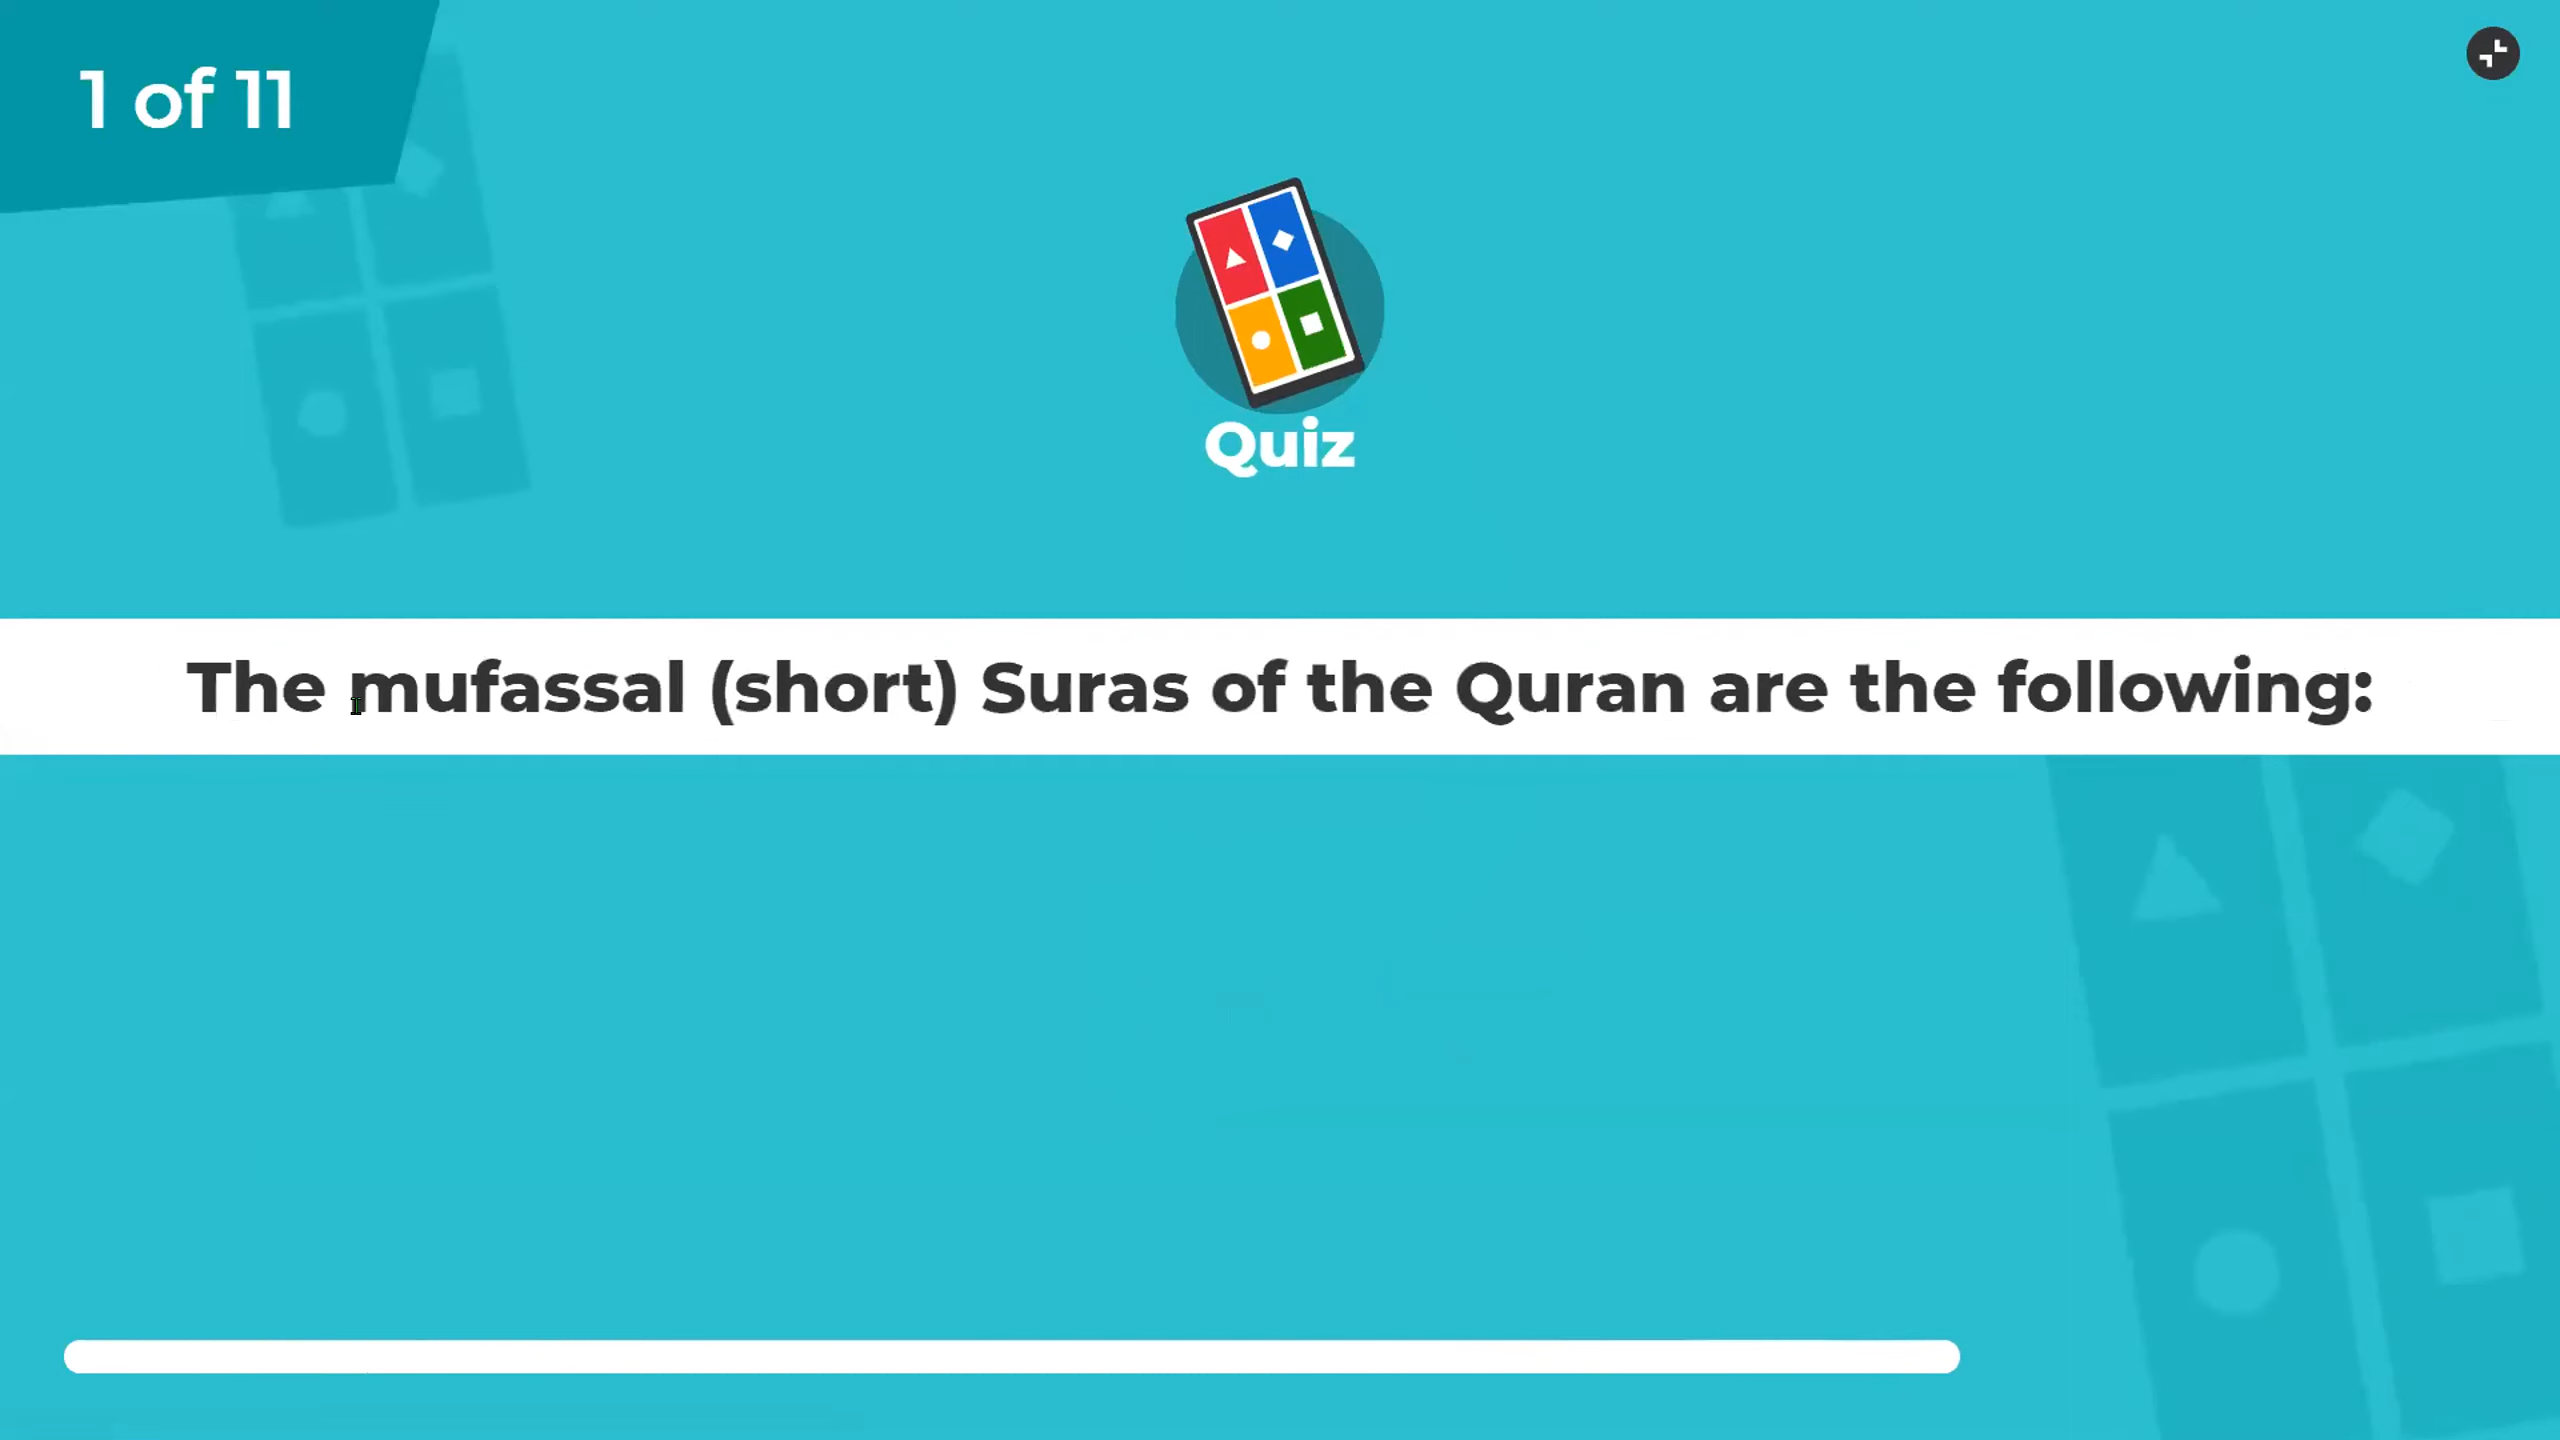 1 of 11
Quiz
The mufassal (short) Suras of the Quran are the following: